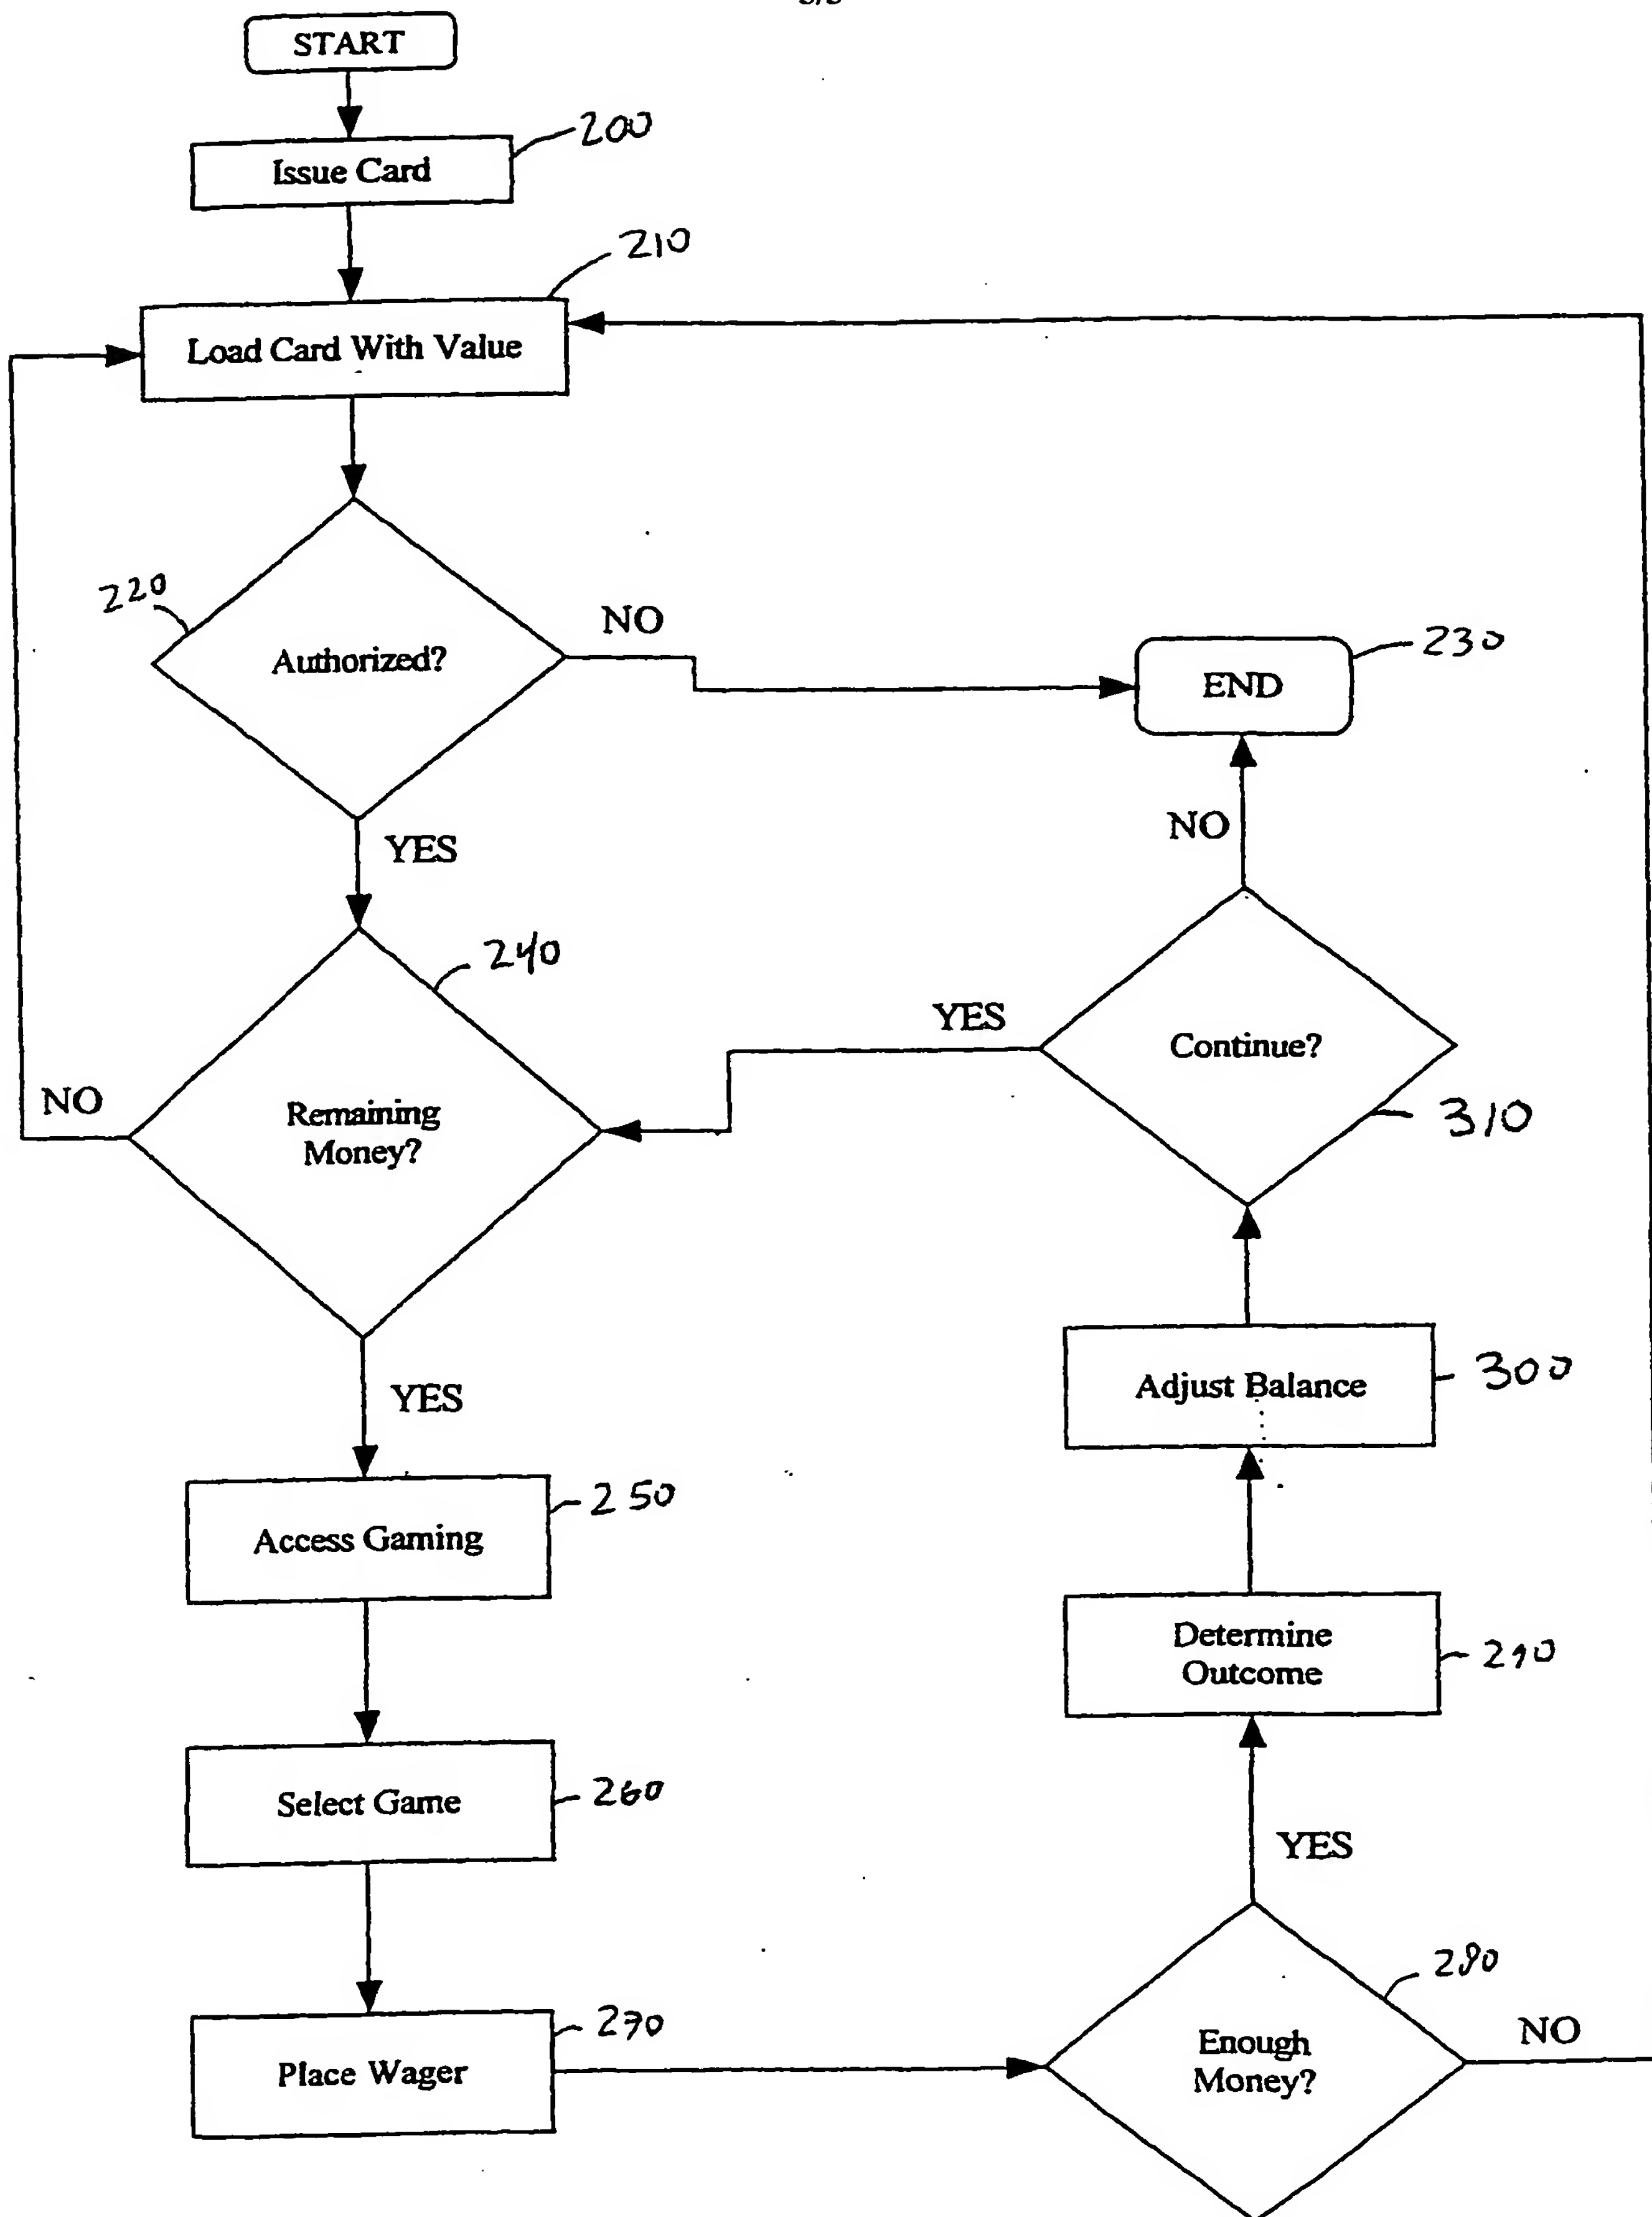 START
200
Issue Card
210
Load Card With Value
220
Authorized?
NO
230
END
YES
NO
240
YES
Continue?
310
NO
Remaining
Money?
YES
Adjust Balance
300
250
Access Gaming
Determine
Outcome
290
260
Select Game
YES
280
270
Place Wager
Enough
Money?
NO